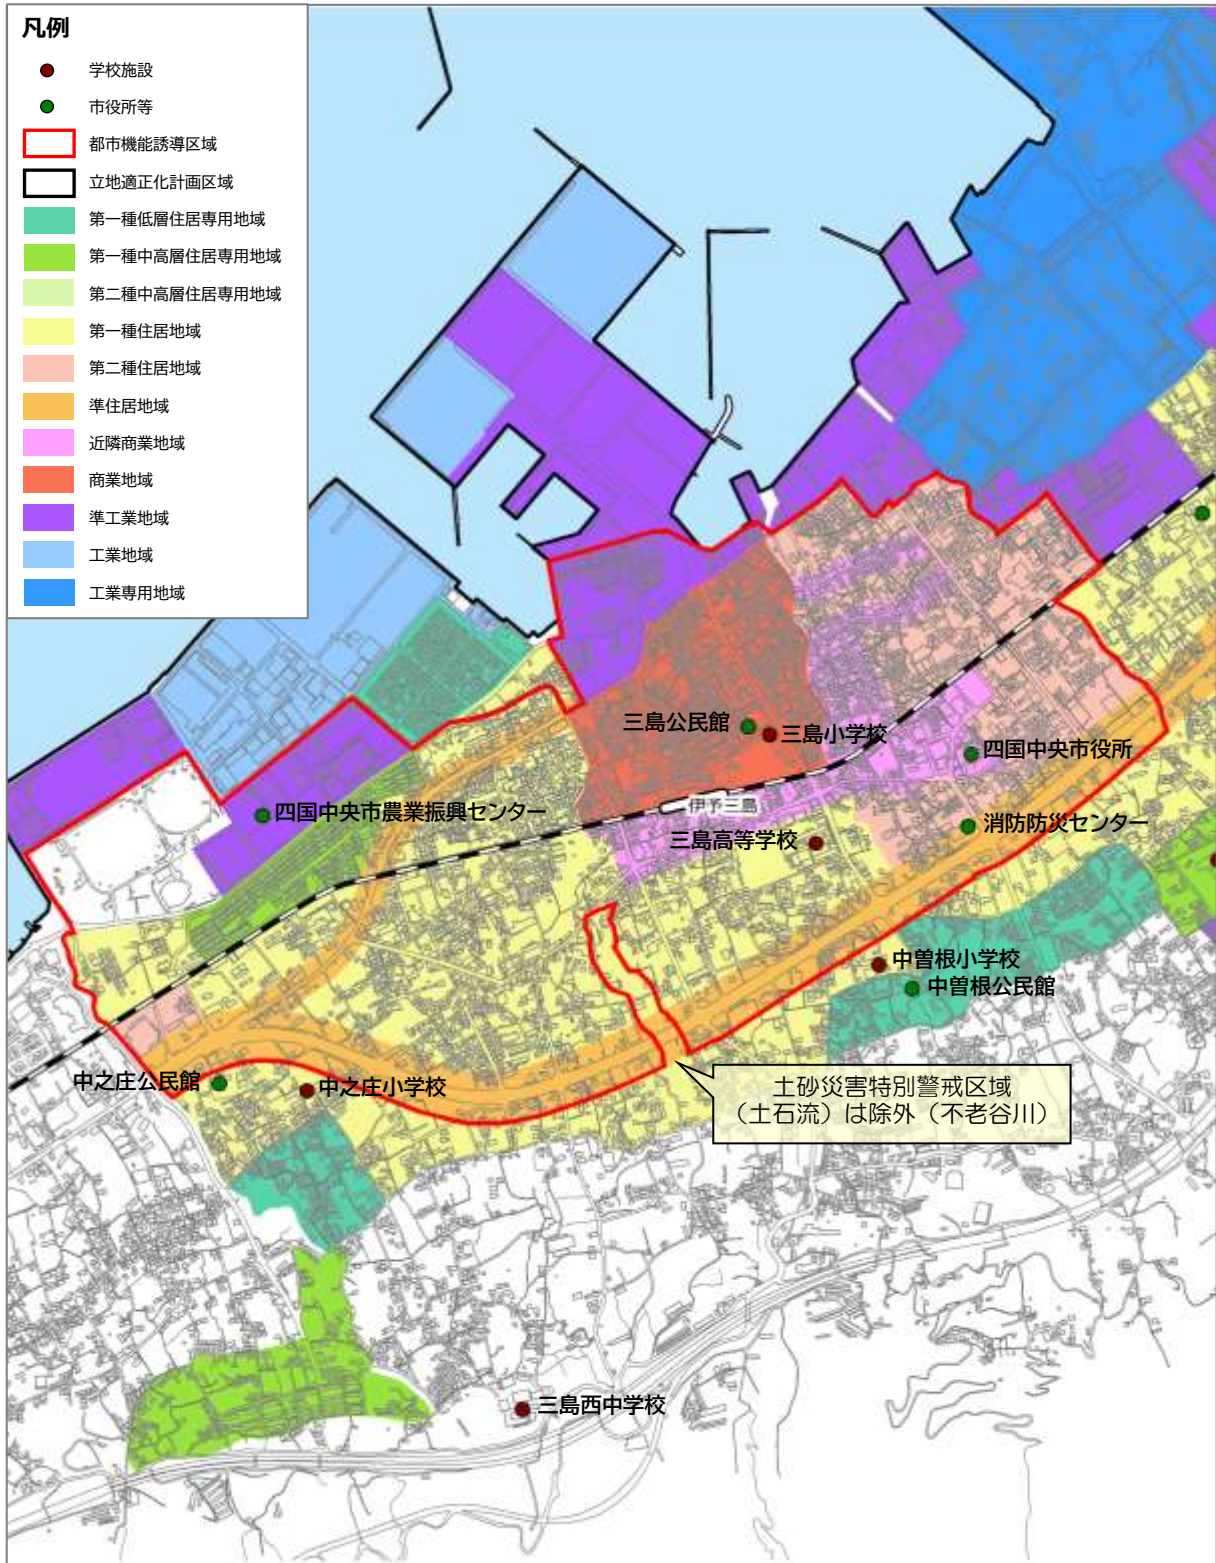 凡例
学校施設
市役所等
都市機能誘導区域
立地適正化計画区域
第一種低層住居専用地域
第一種中高層住居専用地域
第二種中高層住居専用地域
第一種住居地域
第二種住居地域
準住居地域
近隣商業地域
商業地域
準工業地域
工業地域
工業専用地域
三島公民館
三島小学校
四国中央市役所
四国中央市農業振興センター
伊予三島
三島高等学校
消防防災センター
中曽根小学校
中曽根公民館
中之庄公民館
中之庄小学校
土砂災害特別警戒区域
（土石流）は除外（不老谷川）
三島西中学校